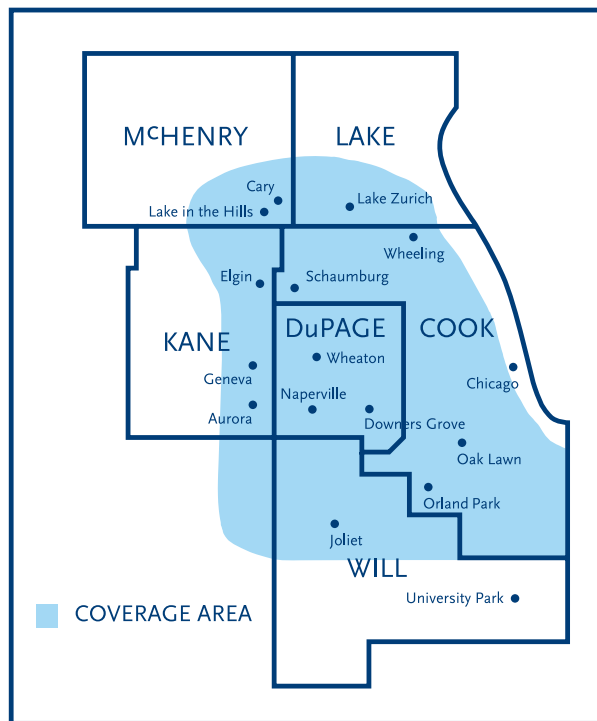 McHENRY
LAKE
Cary
Lake in the Hills
Lake Zurich
Wheeling
Elgin
Schaumburg
DuPAGE
COOK
KANE
Wheaton
Geneva
Chicago
Naperville
Aurora
Downers Grove
Oak Lawn
Orland Park
Joliet
WILL
University Park
COVERAGE AREA